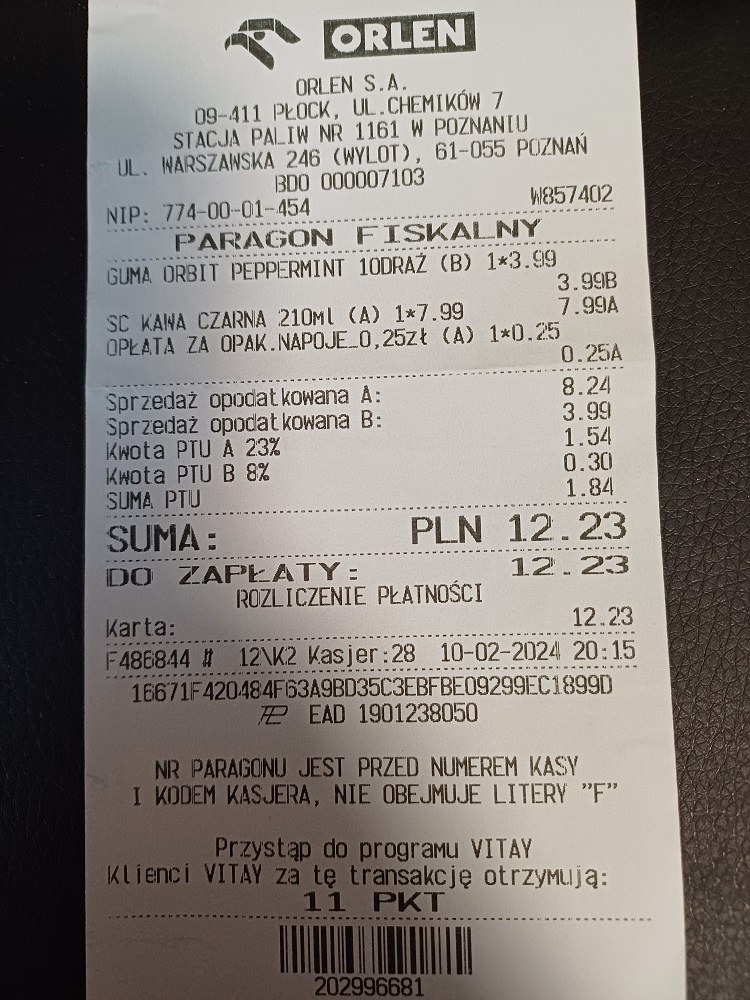 ORLEN
ORLEN S.A.
09-411 PŁOCK, UL.CHEMIKÓW 7
STACJA PALIW NR 1161 W POZNANIU
UL. WARSZAWSKA 246 (WYLOT), 61-055 POZNAŃ
BDO 000007103
NIP: 774-00-01-454 W857402
PARAGON FISKALNY
GUMA ORBIT PEPPERMINT 10DRAŻ (B) 1*3.99
3.99B
SC KAWA CZARNA 210ml (A) 1*7.99 7.99A
OPŁATA ZA OPAK.NAPOJE_0,25zł (A) 1*0.25
0.25A
Sprzedaż opodatkowana A: 8.24
Sprzedaż opodatkowana B: 3.99
Kwota PTU A 23% 1.54
Kwota PTU B 8% 0.30
SUMA PTU 1.84
SUMA: PLN 12.23
DO ZAPŁATY: 12.23
ROZLICZENIE PŁATNOŚCI
Karta: 12.23
F486844 # 12\K2 Kasjer:28 10-02-2024 20:15
16671F420484F63A9BD35C3EBFBE09299EC1899D
EAD 1901238050
NR PARAGONU JEST PRZED NUMEREM KASY
I KODEM KASJERA, NIE OBEJMUJE LITERY "F"
Przystąp do programu VITAY
Klienci VITAY za tę transakcję otrzymują:
11 PKT
202996681